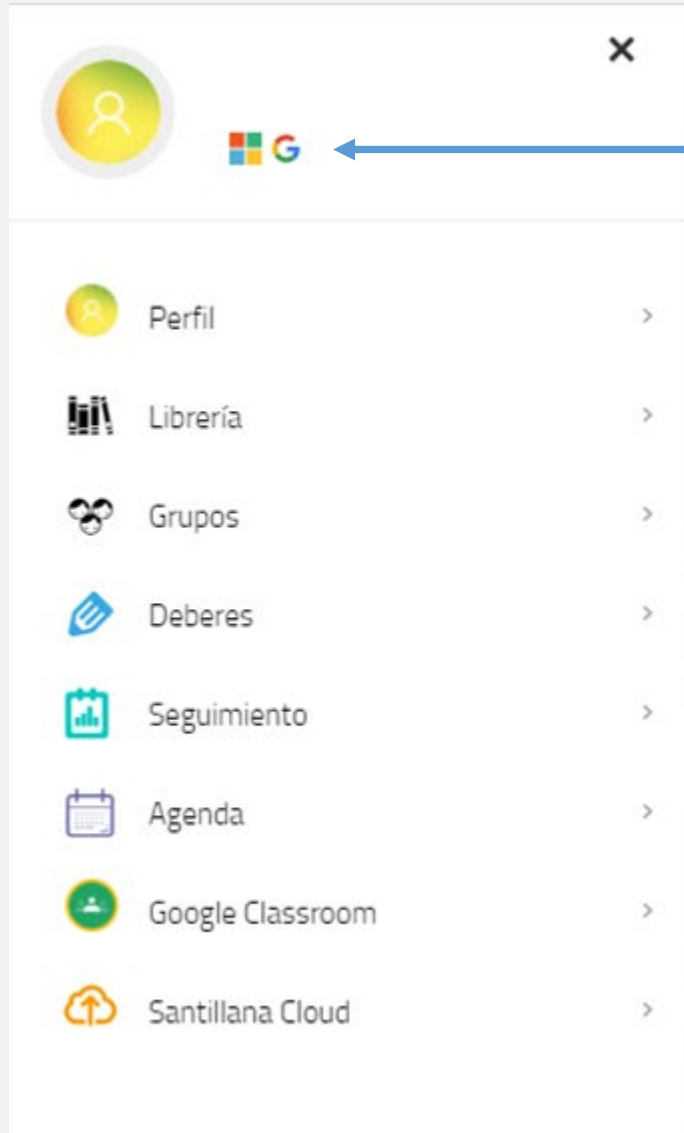 Perfil
Librería
Grupos
Deberes
Seguimiento
Agenda
Google Classroom
Santillana Cloud